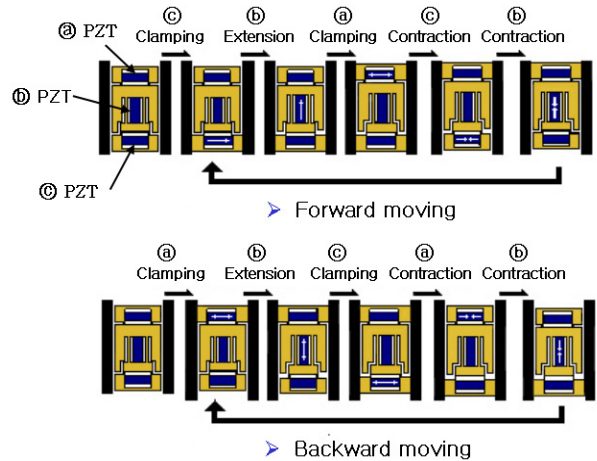 ⓒ ⓑ ⓐ ⓒ ⓑ
ⓐ PZT Clamping Extension Clamping Contraction Contraction
ⓑ PZT
ⓒ PZT
➢ Forward moving
ⓐ ⓑ ⓒ ⓐ ⓑ
Clamping Extension Clamping Contraction Contraction
➢ Backward moving